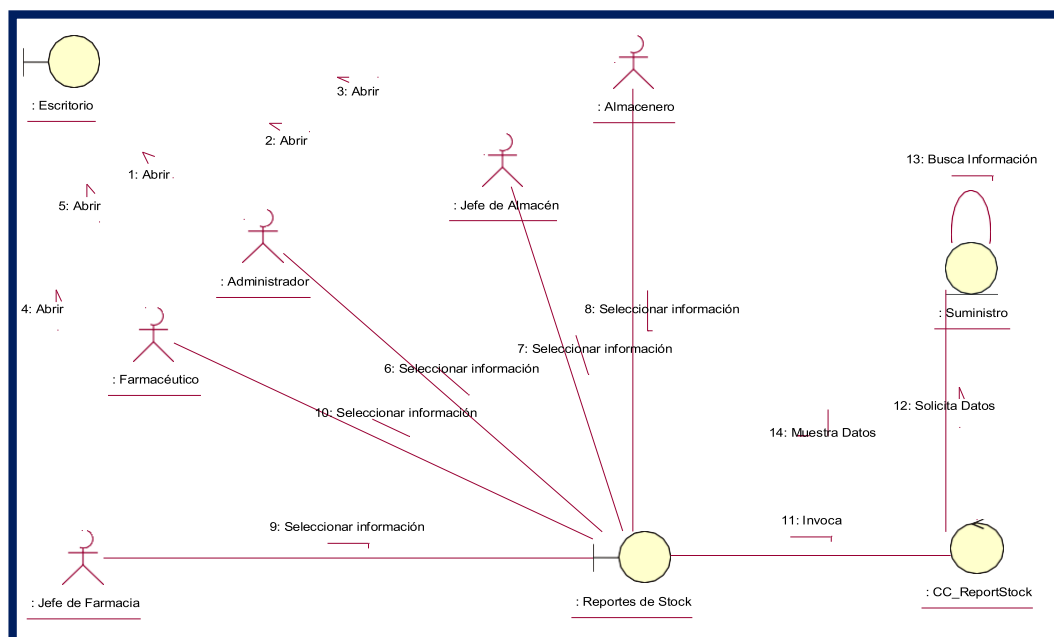 3: Abrir
: Escritorio
: Almacenero
2: Abrir
13: Busca Información
1: Abrir
5: Abrir
: Jefe de Almacén
: Administrador
4: Abrir
8: Seleccionar información
: Suministro
7: Seleccionar información
6: Seleccionar información
: Farmacéutico
12: Solicita Datos
10: Seleccionar información
14: Muestra Datos
9: Seleccionar información
11: Invoca
: Jefe de Farmacia
: Reportes de Stock
: CC_ReportStock